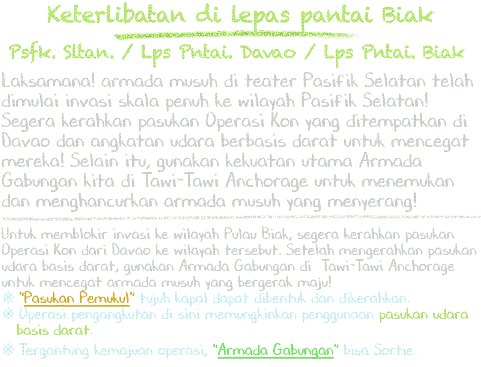 Keterlibatan di lepas pantai Biak
Psfk. Sltan. / Lps Pntai. Davao / Lps Pntai. Biak
Laksamana! armada musuh di teater Pasifik Selatan telah
dimulai invasi skala penuh ke wilayah Pasifik Selatan!
Segera kerahkan pasukan Operasi Kon yang ditempatkan di
Davao dan angkatan udara berbasis darat untuk mencegat
mereka! Selain itu, gunakan kekuatan utama Armada
Gabungan kita di Tawi-Tawi Anchorage untuk menemukan
dan menghancurkan armada musuh yang menyerang!
Untuk memblokir invasi ke wilayah Pulau Biak, segera kerahkan pasukan
Operasi Kon dari Davao ke wilayah tersebut. Setelah mengerahkan pasukan
udara basis darat, gunakan Armada Gabungan di Tawi-Tawi Anchorage
untuk mencegat armada musuh yang bergerak maju!
※ "Pasukan Pemukul" tujuh kapal dapat dibentuk dan dikerahkan.
※ Operasi pengangkutan di sini memungkinkan penggunaan pasukan udara
basis darat.
※ Tergantung kemajuan operasi, "Armada Gabungan" bisa Sortie.